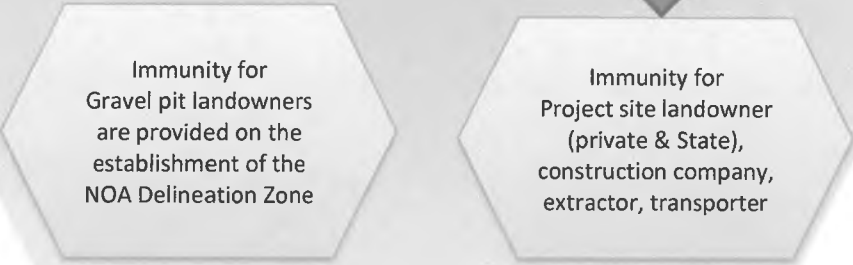 Immunity for
Gravel pit landowners
are provided on the
establishment of the
NOA Delineation Zone
Immunity for
Project site landowner
(private & State),
construction company,
extractor, transporter